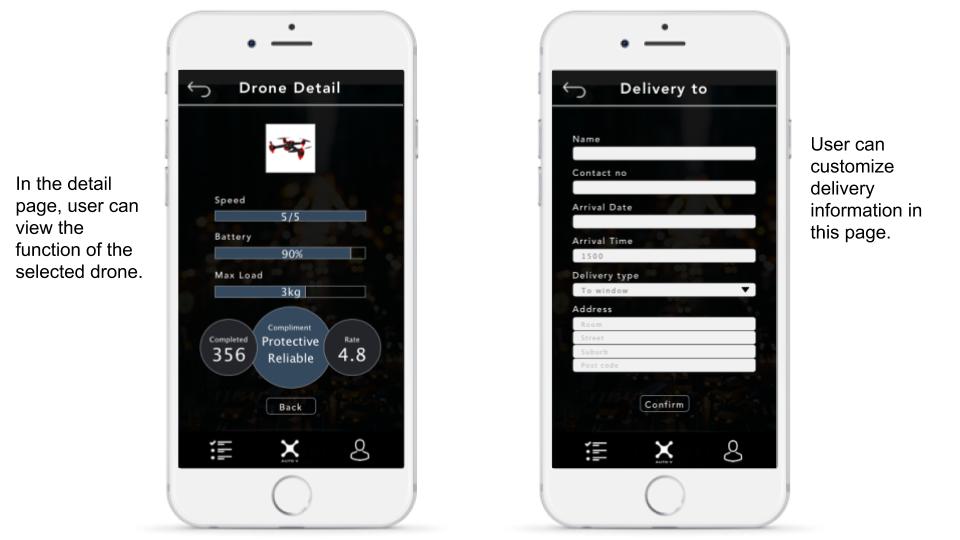 In the detail
page, user can
view the
function of the
selected drone.
Drone Detail
Speed
5/5
Battery
90%
Max Load
3kg
Completed
356
Compliment
Protective
Reliable
Rate
4.8
Back
AUTO V
Delivery to
Name
Contact no
Arrival Date
Arrival Time
1500
Delivery type
To window
Address
Room
Street
Suburb
Post code
Confirm
AUTO V
User can
customize
delivery
information in
this page.